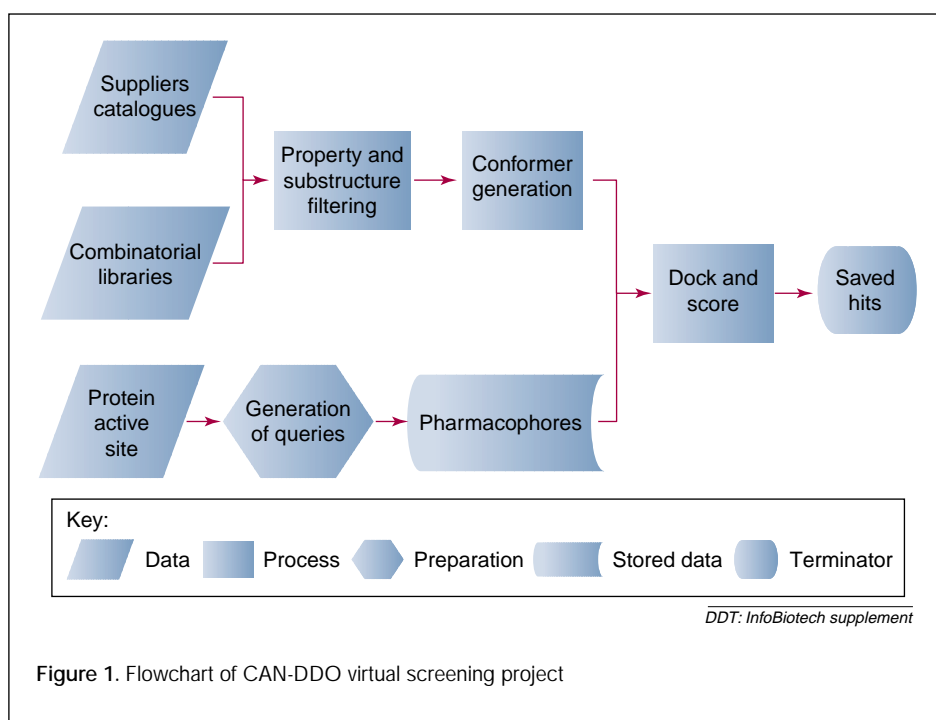 Suppliers
catalogues
Property and
substructure
filtering
Conformer
generation
Combinatorial
libraries
Dock and
score
Saved
hits
Protein
active
site
Generation
of queries
Pharmacophores
Key:
Data
Process
Preparation
Stored data
Terminator
DDT: InfoBiotech supplement
Figure 1. Flowchart of CAN-DDO virtual screening project